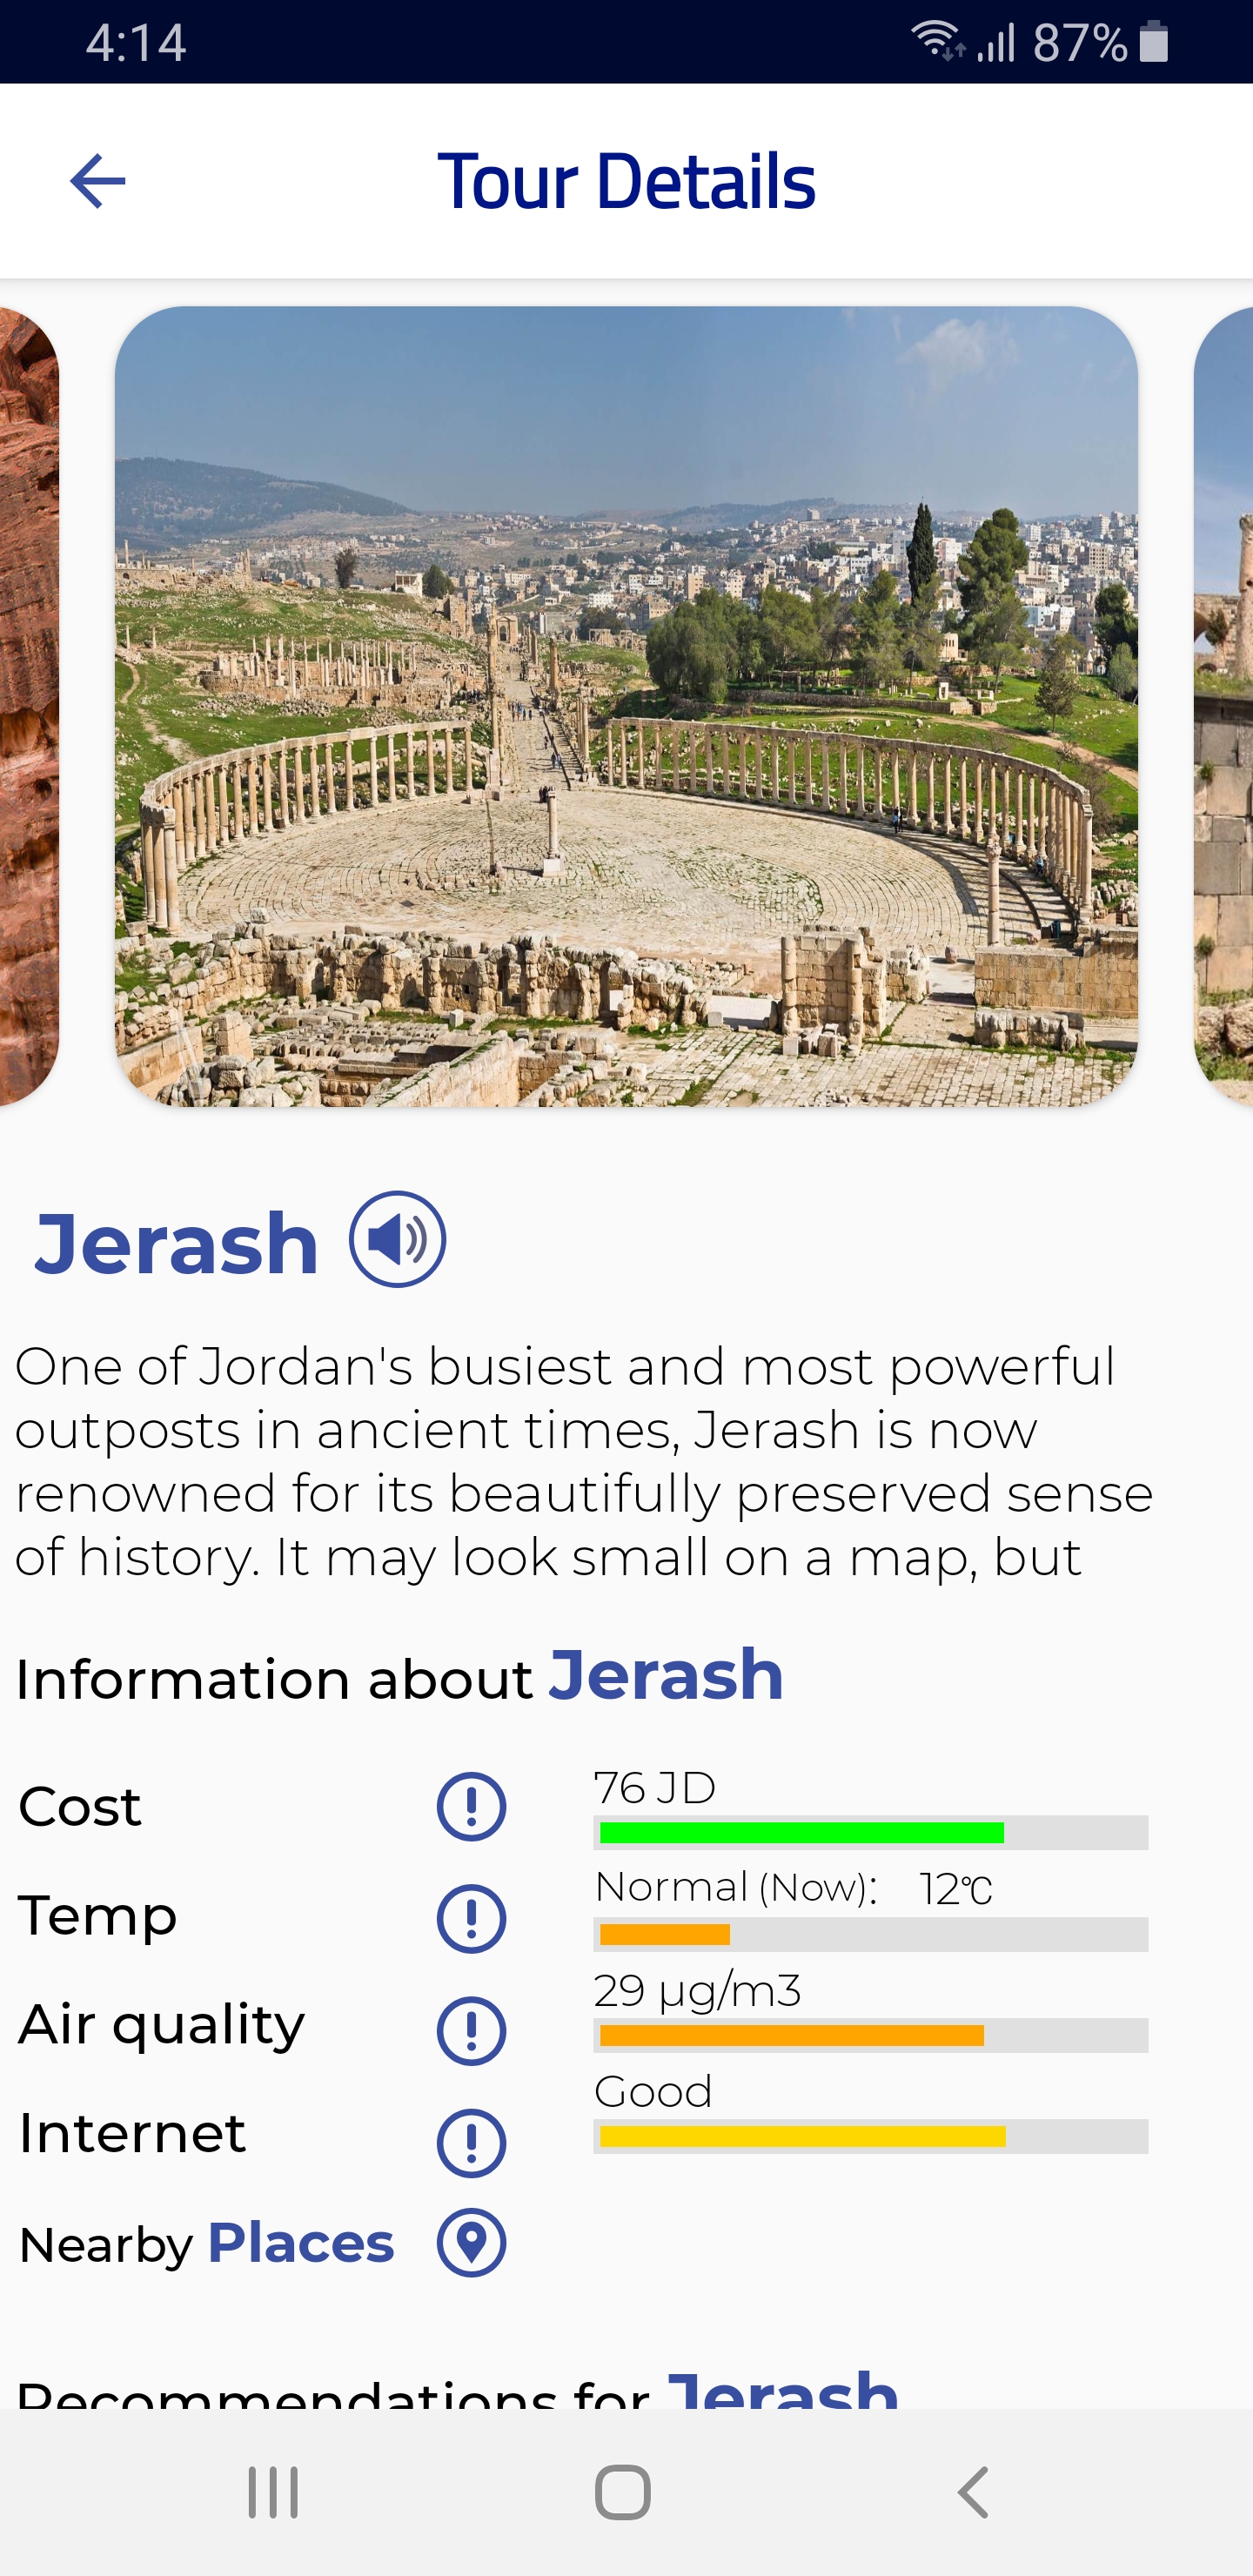 4:14
87%
Tour Details
Jerash
One of Jordan's busiest and most powerful
outposts in ancient times, Jerash is now
renowned for its beautifully preserved sense
of history. It may look small on a map, but
Information about Jerash
Cost
76 JD
Temp
Normal (Now): 12℃
Air quality
29 µg/m3
Internet
Good
Nearby Places
Recommendations for Jerash